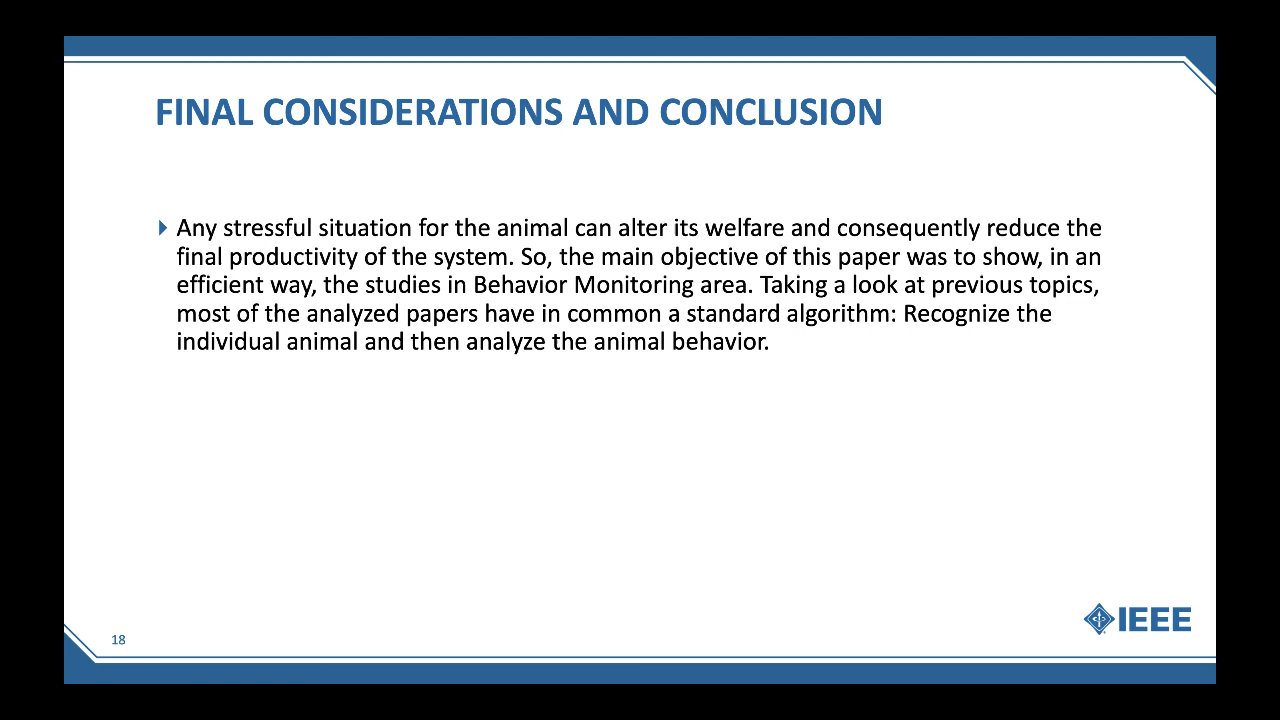 FINAL CONSIDERATIONS AND CONCLUSION
Any stressful situation for the animal can alter its welfare and consequently reduce the
final productivity of the system. So, the main objective of this paper was to show, in an
efficient way, the studies in Behavior Monitoring area. Taking a look at previous topics,
most of the analyzed papers have in common a standard algorithm: Recognize the
individual animal and then analyze the animal behavior.
IEEE
18